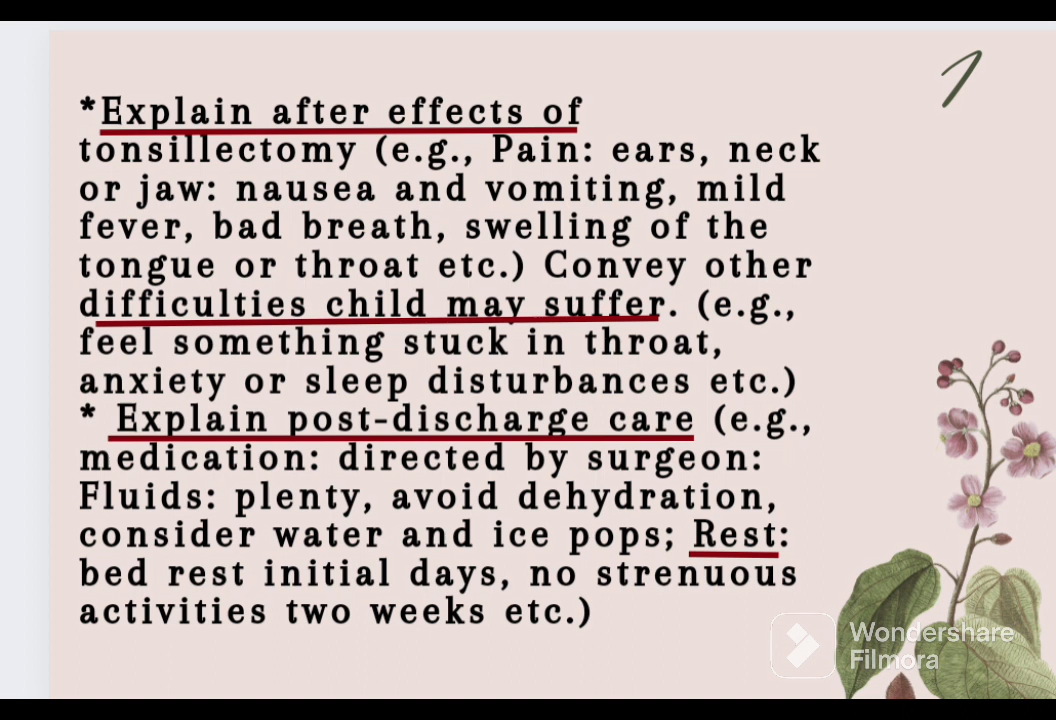 1
*Explain after effects of
tonsillectomy (e.g., Pain: ears, neck
or jaw: nausea and vomiting, mild
fever, bad breath, swelling of the
tongue or throat etc.) Convey other
difficulties child may suffer. (e.g.,
feel something stuck in throat,
anxiety or sleep disturbances etc.)
* Explain post-discharge care (e.g.,
medication: directed by surgeon:
Fluids: plenty, avoid dehydration,
consider water and ice pops; Rest:
bed rest initial days, no strenuous
activities two weeks etc.)
Wondershare
Filmora